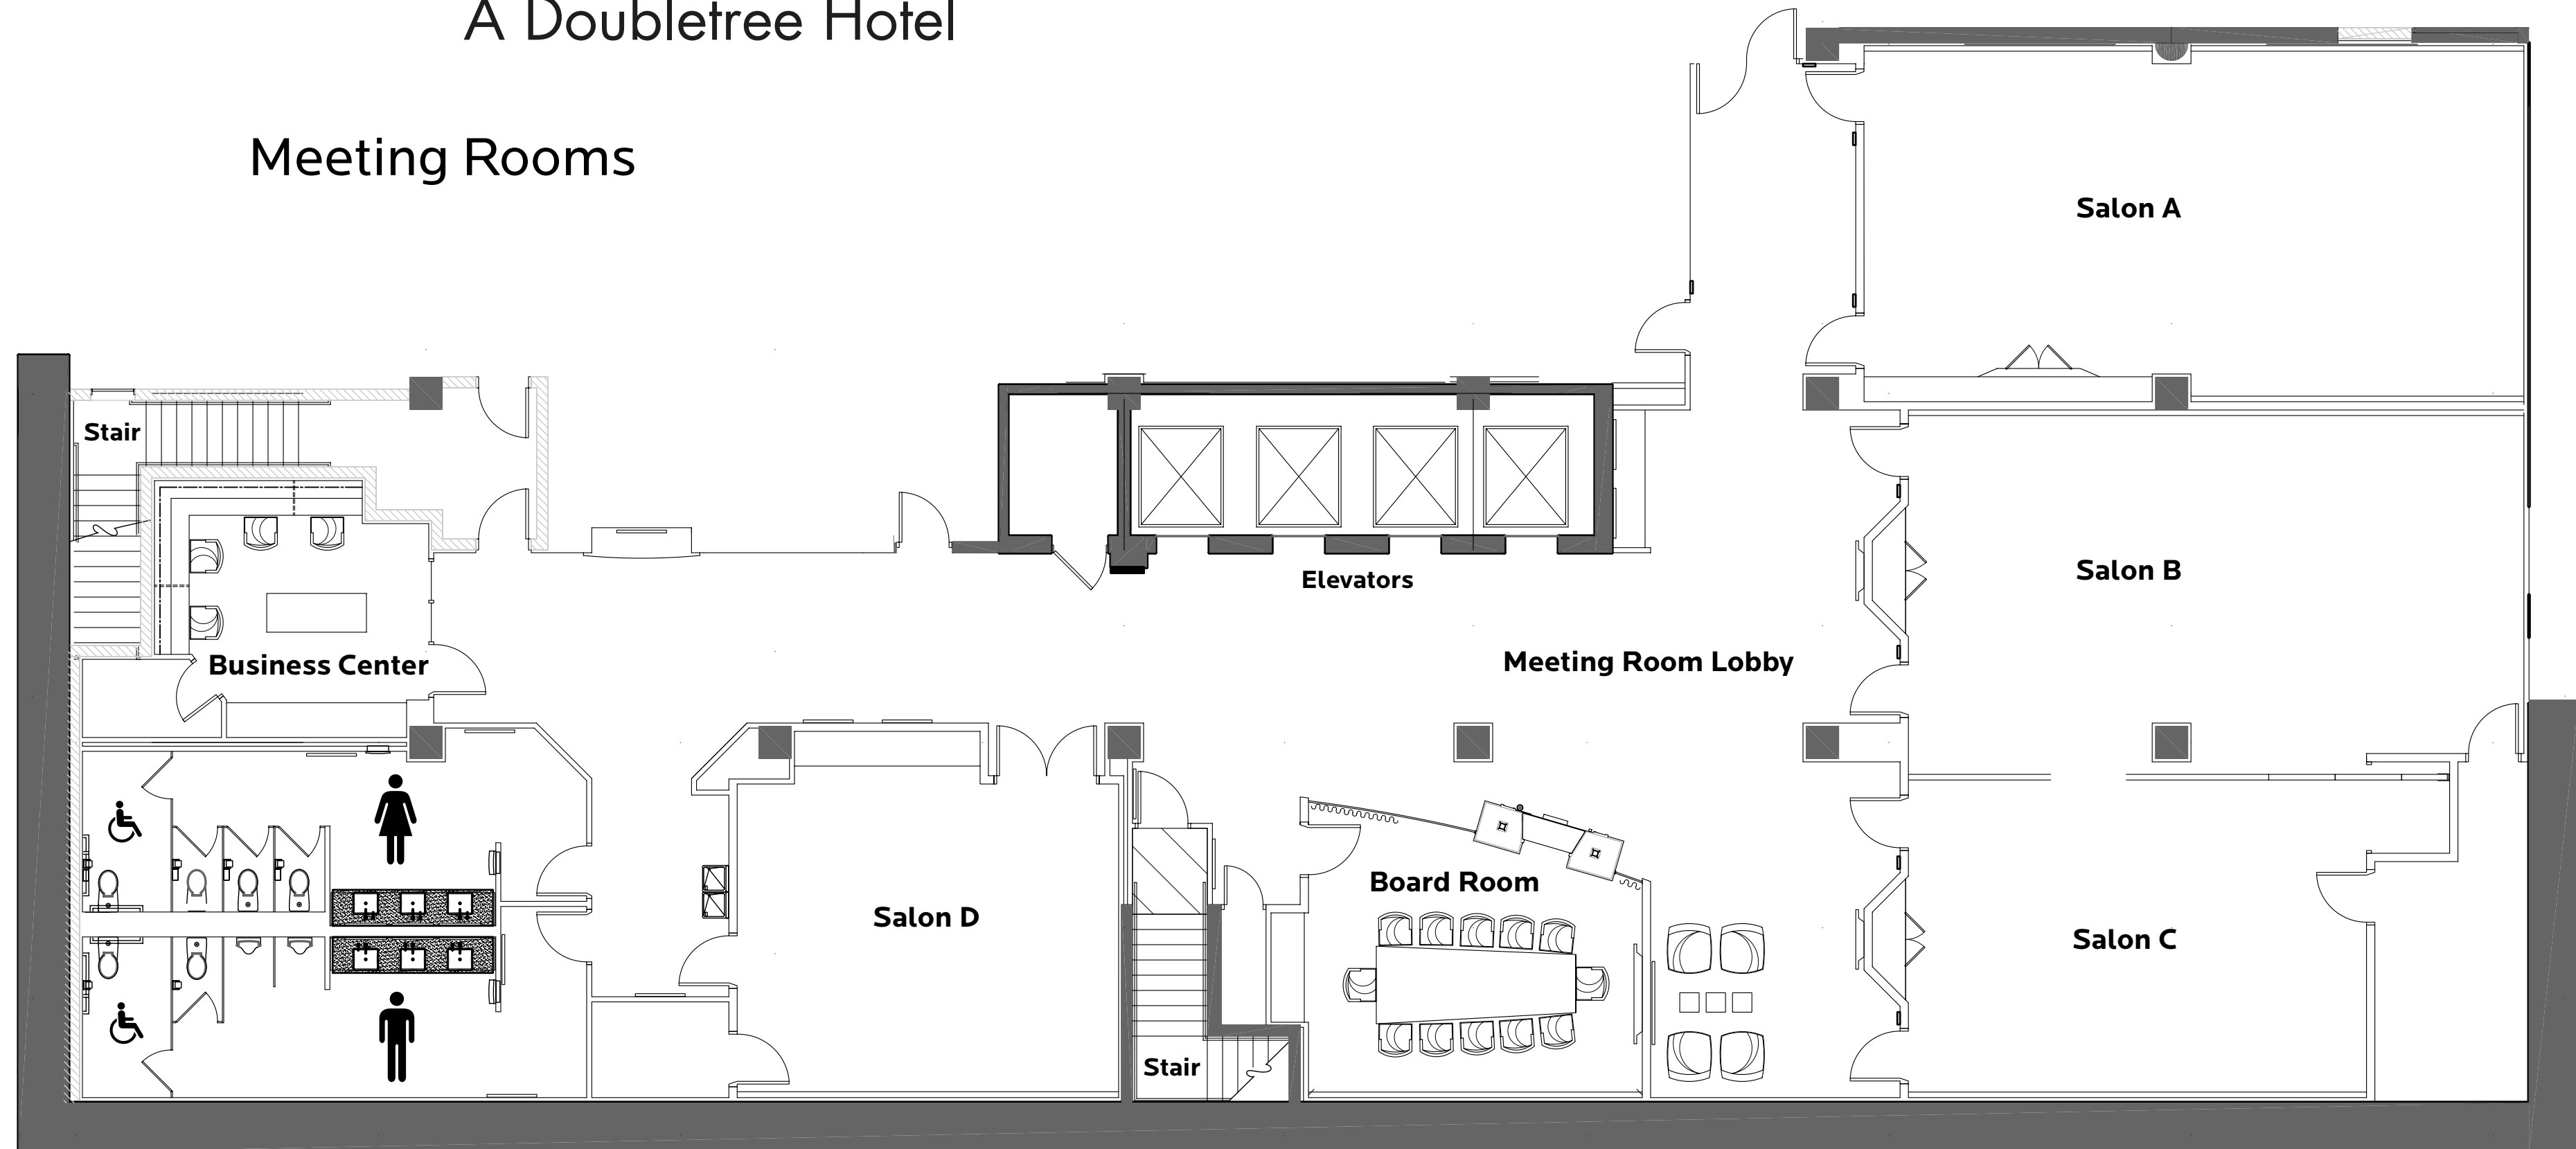 A Doubletree Hotel
Meeting Rooms
Salon A
Stair
Salon B
Elevators
Business Center
Meeting Room Lobby
Board Room
Salon D
Salon C
Stair